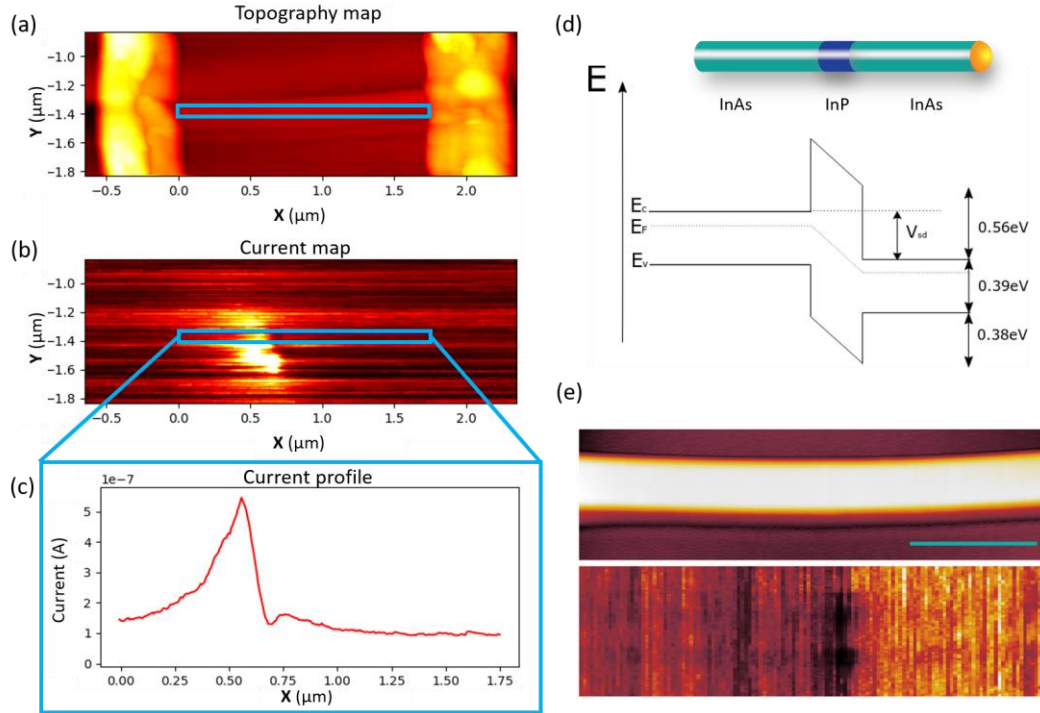 (a)
Topography map
Y (µm)
−1.0
−1.2
−1.4
−1.6
−1.8
−0.5
0.0
0.5
1.0
1.5
2.0
X (µm)
(b)
Current map
Y (µm)
−1.0
−1.2
−1.4
−1.6
−1.8
−0.5
0.0
0.5
1.0
1.5
2.0
X (µm)
(c)
Current profile
1e−7
Current (A)
5
4
3
2
1
0
0.00
0.25
0.50
0.75
1.00
1.25
1.50
1.75
X (µm)
(d)
InAs
InP
InAs
E
Ec
EF
Ev
Vsd
0.56eV
0.39eV
0.38eV
(e)